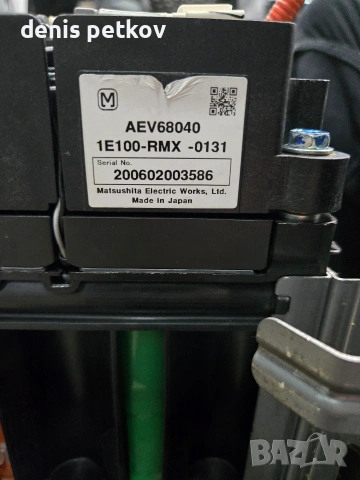 denis petkov
M
AEV68040
1E100-RMX -0131
Serial No.
200602003586
Matsushita Electric Works, Ltd.
Made in Japan
BAZAR